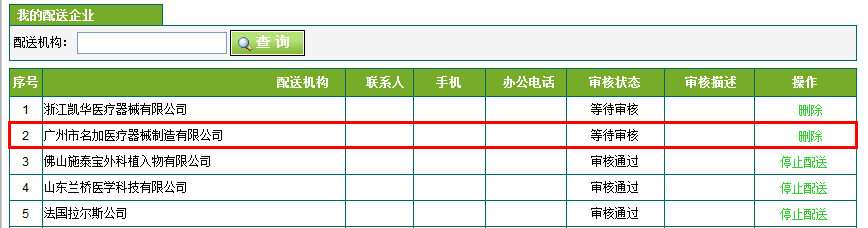 我的配送企业
配送机构： 查 询
序号 配送机构 联系人 手机 办公电话 审核状态 审核描述 操作
1 浙江凯华医疗器械有限公司 等待审核 删除
2 广州市名加医疗器械制造有限公司 等待审核 删除
3 佛山施泰宝外科植入物有限公司 审核通过 停止配送
4 山东兰桥医学科技有限公司 审核通过 停止配送
5 法国拉尔斯公司 审核通过 停止配送